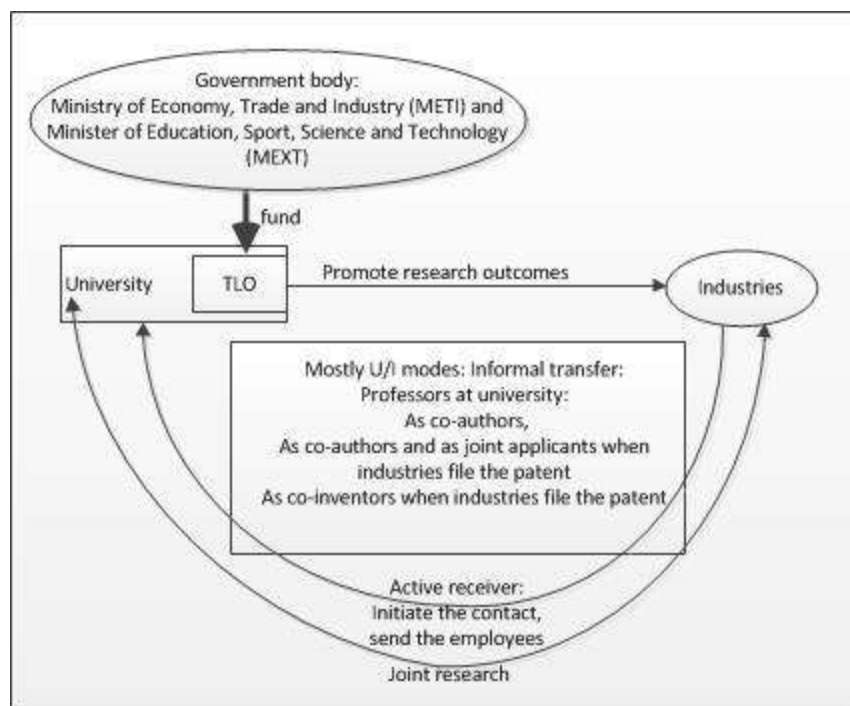 Government body:
Ministry of Economy, Trade and Industry (METI) and
Minister of Education, Sport, Science and Technology
(MEXT)
fund
University
TLO
Promote research outcomes
Industries
Mostly U/I modes: Informal transfer:
Professors at university:
As co-authors,
As co-authors and as joint applicants when
industries file the patent
As co-inventors when industries file the patent
Active receiver:
Initiate the contact,
send the employees
Joint research